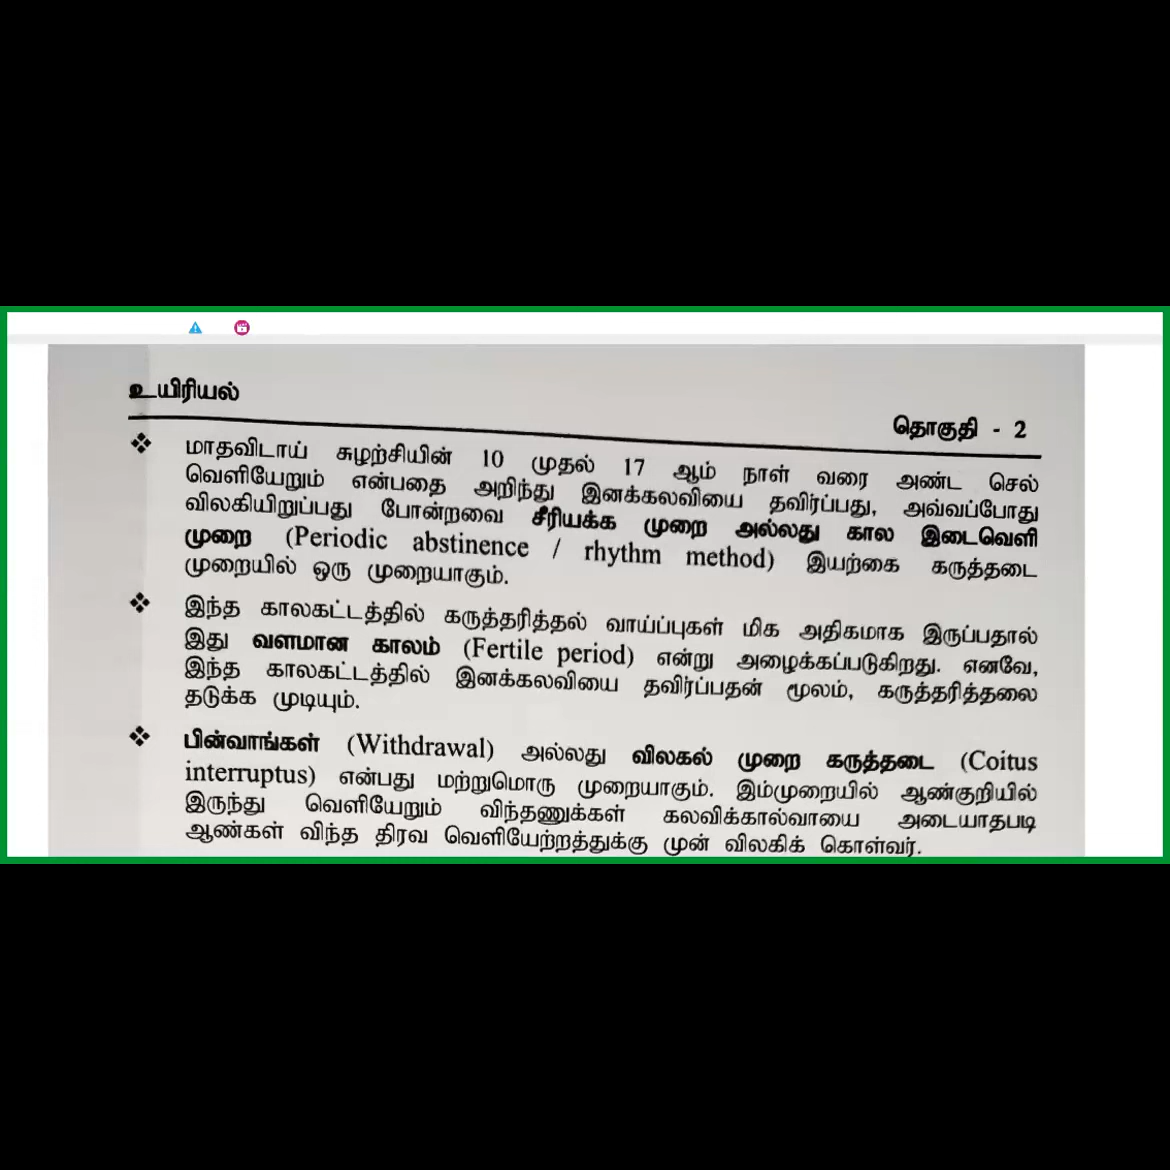 உயிரியல்
தொகுதி - 2
❖ மாதவிடாய் சுழற்சியின் 10 முதல் 17 ஆம் நாள் வரை அண்ட செல்
வெளியேறும் என்பதை அறிந்து இனக்கலவியை தவிர்ப்பது, அவ்வப்போது
விலகியிறுப்பது போன்றவை சீரியக்க முறை அல்லது கால இடைவெளி
முறை (Periodic abstinence / rhythm method) இயற்கை கருத்தடை
முறையில் ஒரு முறையாகும்.
❖ இந்த காலகட்டத்தில் கருத்தரித்தல் வாய்ப்புகள் மிக அதிகமாக இருப்பதால்
இது வளமான காலம் (Fertile period) என்று அழைக்கப்படுகிறது. எனவே,
இந்த காலகட்டத்தில் இனக்கலவியை தவிர்ப்பதன் மூலம், கருத்தரித்தலை
தடுக்க முடியும்.
❖ பின்வாங்கள் (Withdrawal) அல்லது விலகல் முறை கருத்தடை (Coitus
interruptus) என்பது மற்றுமொரு முறையாகும். இம்முறையில் ஆண்குறியில்
இருந்து வெளியேறும் விந்தணுக்கள் கலவிக்கால்வாயை அடையாதபடி
ஆண்கள் விந்த திரவ வெளியேற்றத்துக்கு முன் விலகிக் கொள்வர்.